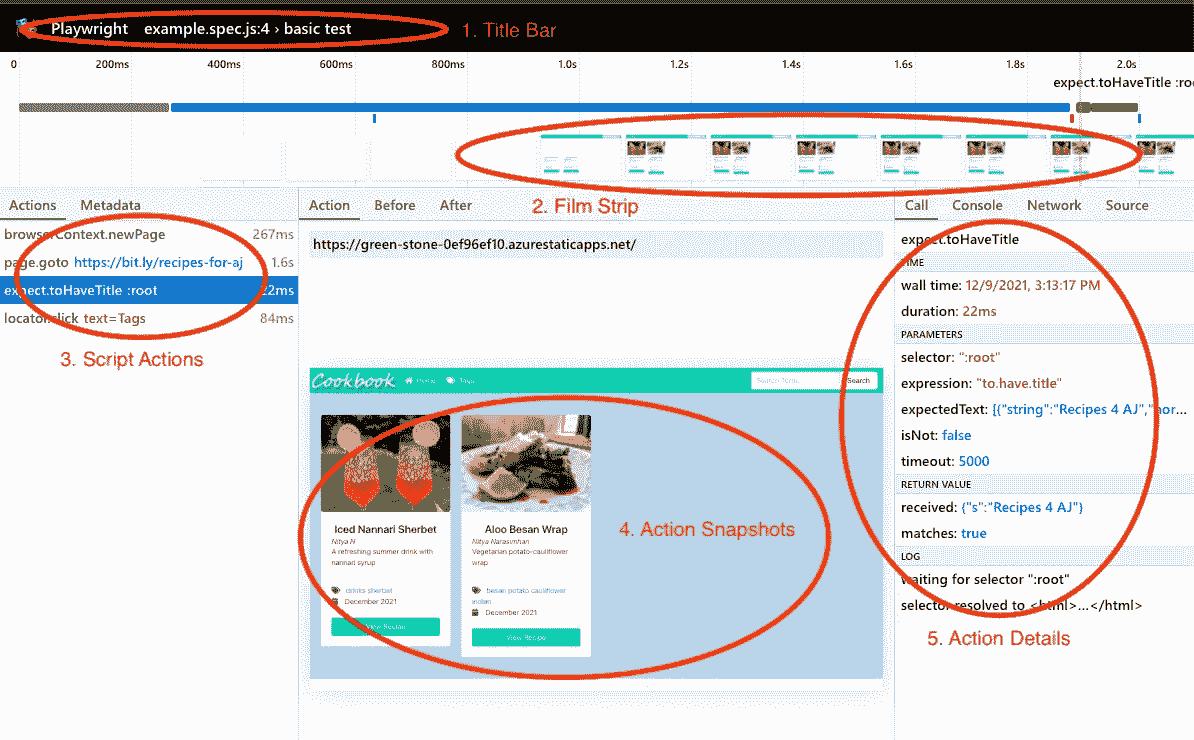 Playwright example.spec.js:4 › basic test
1. Title Bar
0 200ms 400ms 600ms 800ms 1.0s 1.2s 1.4s 1.6s 1.8s 2.0s
expect.toHaveTitle :roo
2. Film Strip
Actions Metadata
browserContext.newPage 267ms
page.goto https://bit.ly/recipes-for-aj 1.6s
expect.toHaveTitle :root 22ms
locator.click text=Tags 84ms
3. Script Actions
Action Before After
https://green-stone-0ef96ef10.azurestaticapps.net/
Cookbook Home Tags Search
Iced Nannari Sherbet
Nitya N
A refreshing summer drink with
nannari syrup
drinks sherbet
December 2021
View Recipe
Aloo Besan Wrap
Nitya Narasimhan
Vegetarian potato-cauliflower
wrap
besan potato cauliflower
indian
December 2021
View Recipe
4. Action Snapshots
Call Console Network Source
expect.toHaveTitle
TIME
wall time: 12/9/2021, 3:13:17 PM
duration: 22ms
PARAMETERS
selector: ":root"
expression: "to.have.title"
expectedText: [{"string":"Recipes 4 AJ","nor...
isNot: false
timeout: 5000
RETURN VALUE
received: {"s":"Recipes 4 AJ"}
matches: true
LOG
waiting for selector ":root"
selector resolved to <html>…</html>
5. Action Details